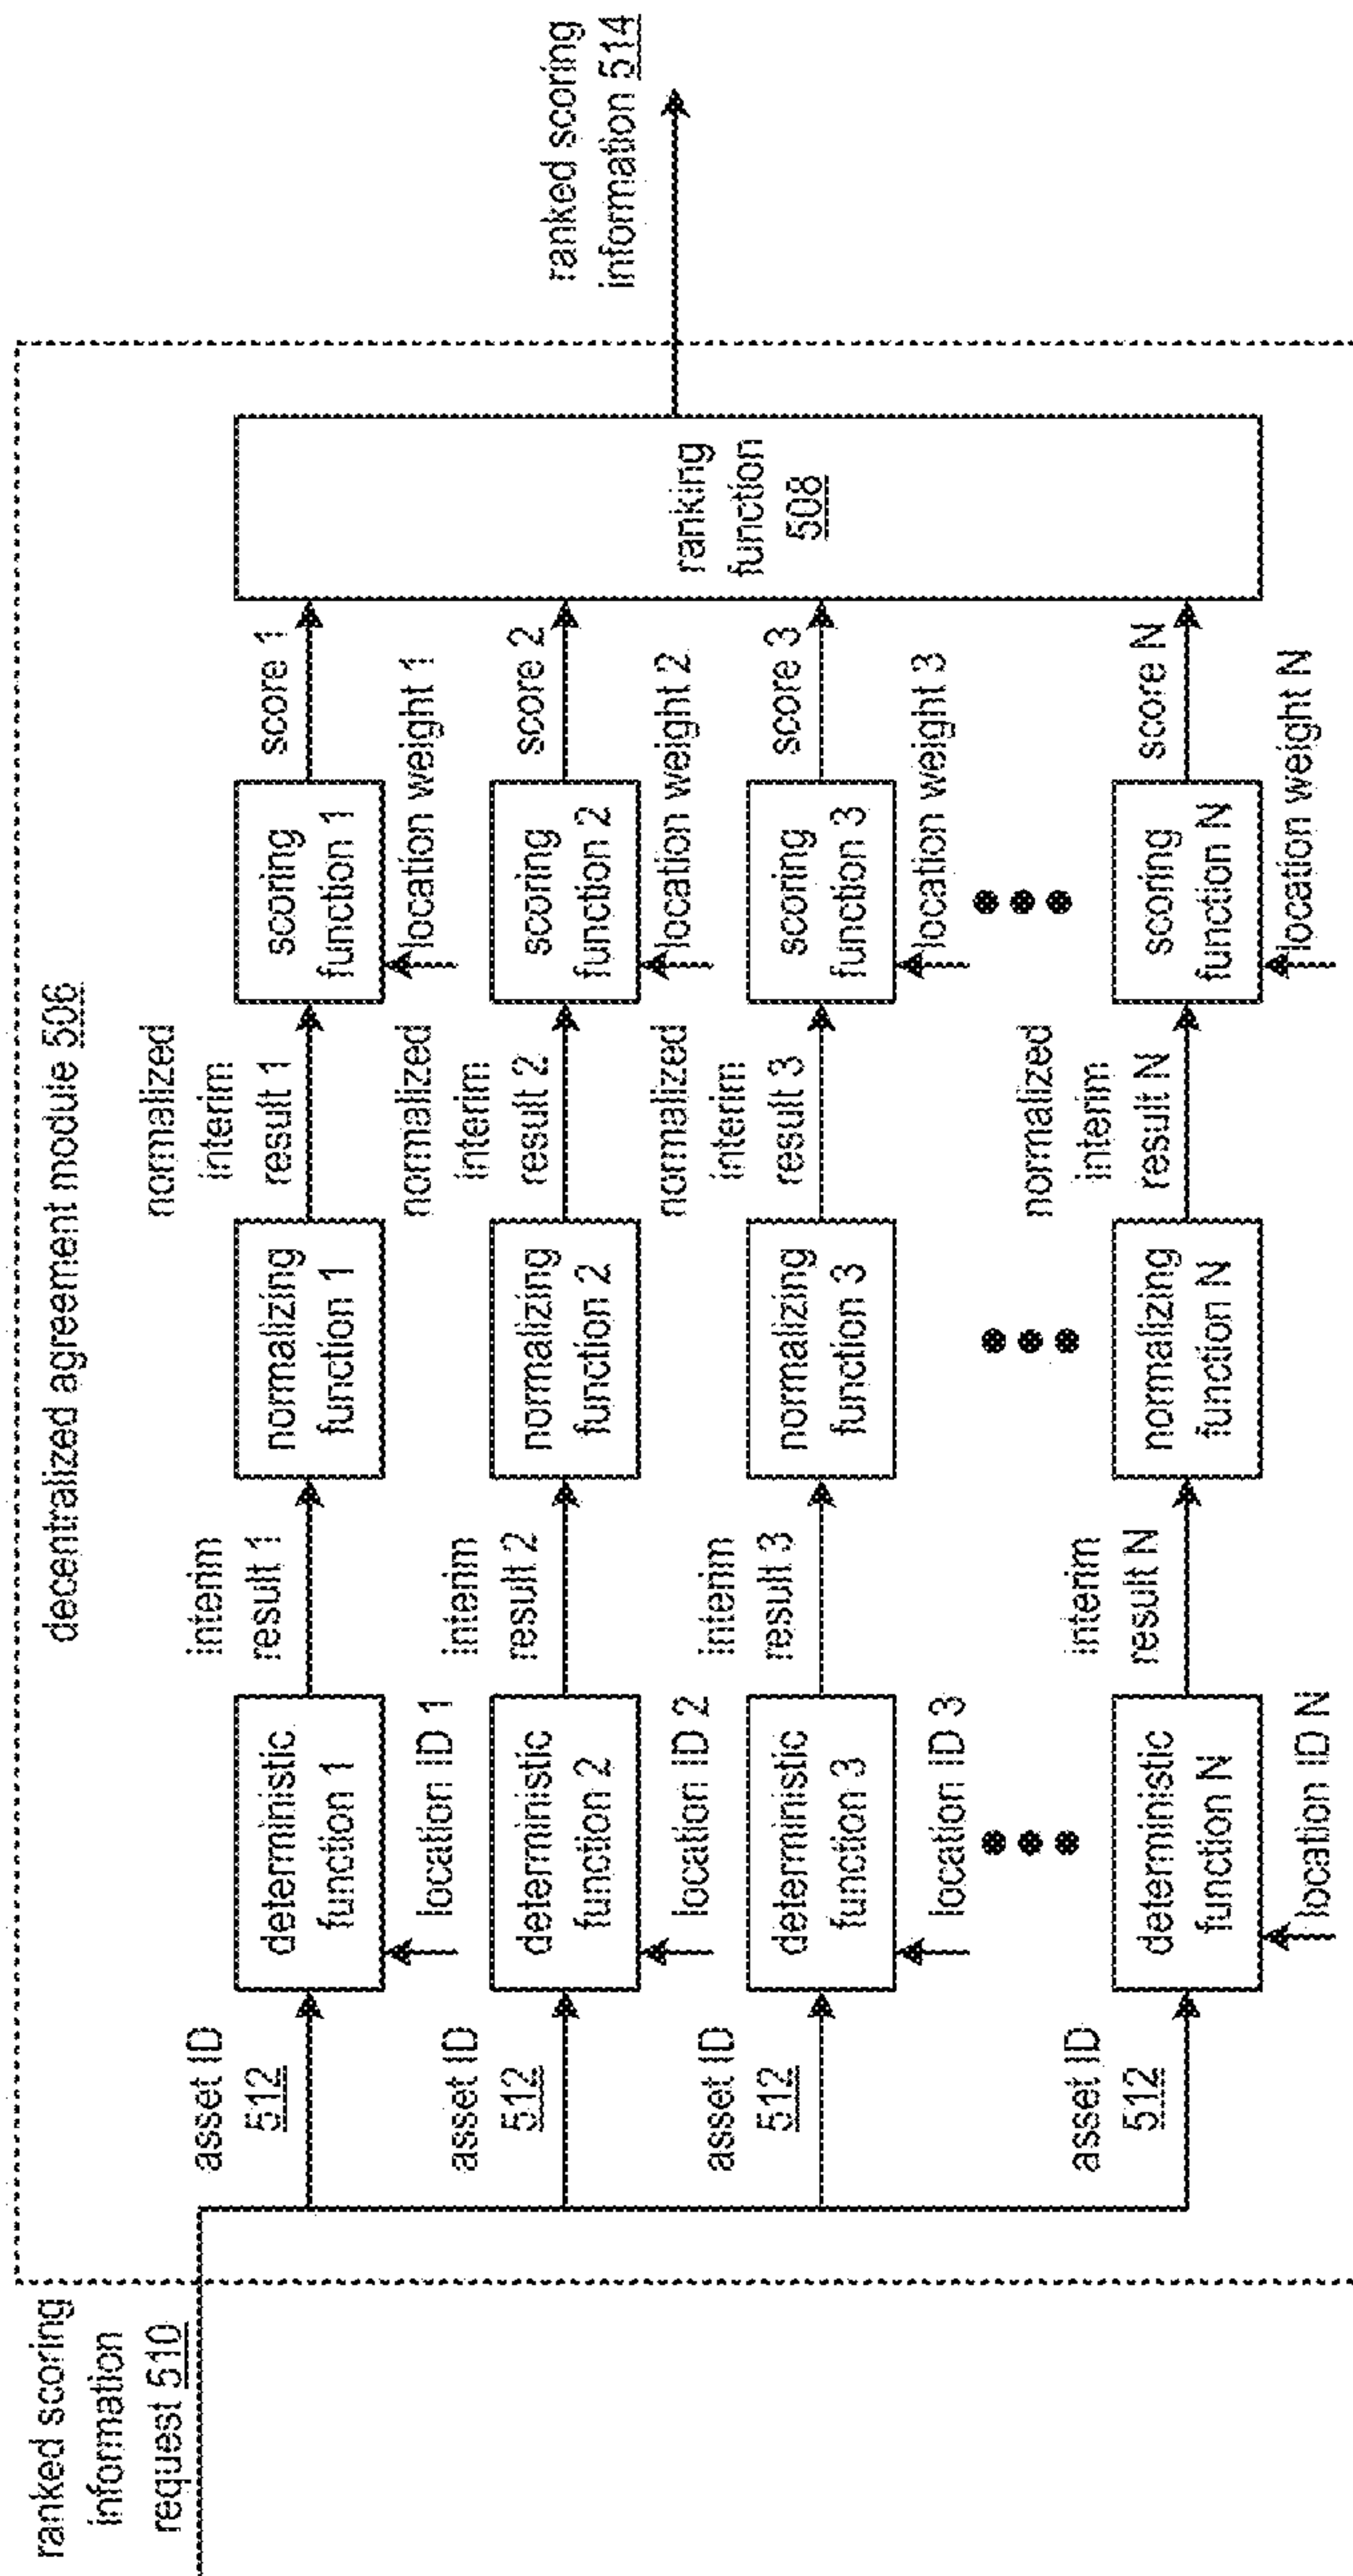 ranked scoring
information
request 510
decentralized agreement module 506
asset ID
512
deterministic
function 1
location ID 1
interim
result 1
normalizing
function 1
normalized
interim
result 1
scoring
function 1
location weight 1
score 1
asset ID
512
deterministic
function 2
location ID 2
interim
result 2
normalizing
function 2
normalized
interim
result 2
scoring
function 2
location weight 2
score 2
asset ID
512
deterministic
function 3
location ID 3
interim
result 3
normalizing
function 3
normalized
interim
result 3
scoring
function 3
location weight 3
score 3
asset ID
512
deterministic
function N
location ID N
interim
result N
normalizing
function N
normalized
interim
result N
scoring
function N
location weight N
score N
ranking
function
508
ranked scoring
information 514